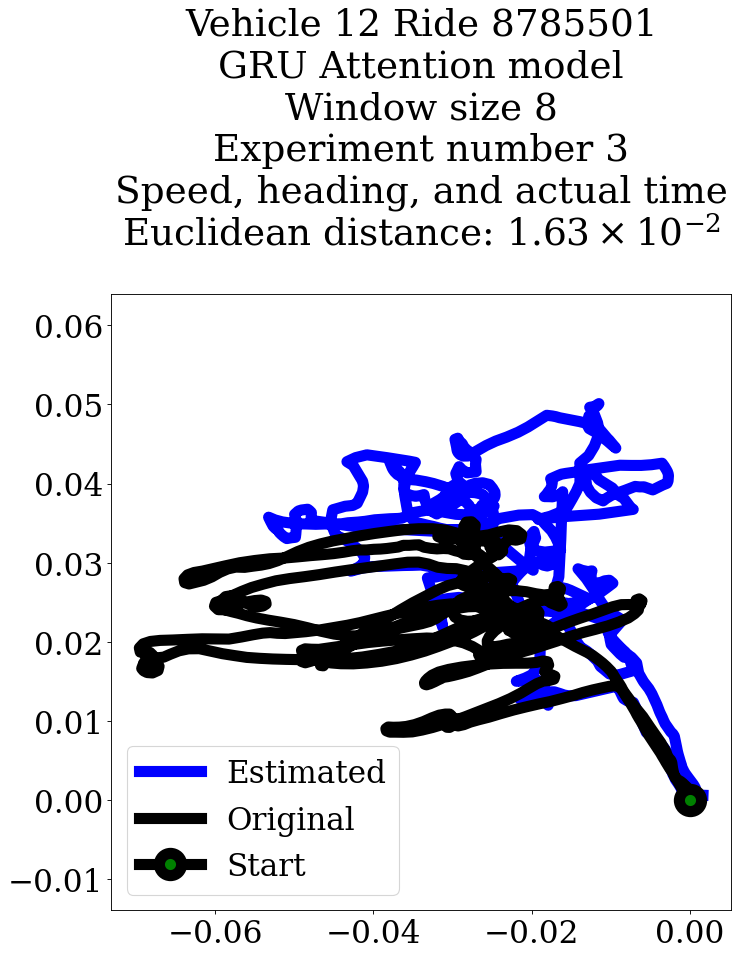 Vehicle 12 Ride 8785501
GRU Attention model
Window size 8
Experiment number 3
Speed, heading, and actual time
Euclidean distance: 1.63 × 10⁻²
0.06
0.05
0.04
0.03
0.02
0.01
0.00
−0.01
Estimated
Original
Start
−0.06 −0.04 −0.02 0.00